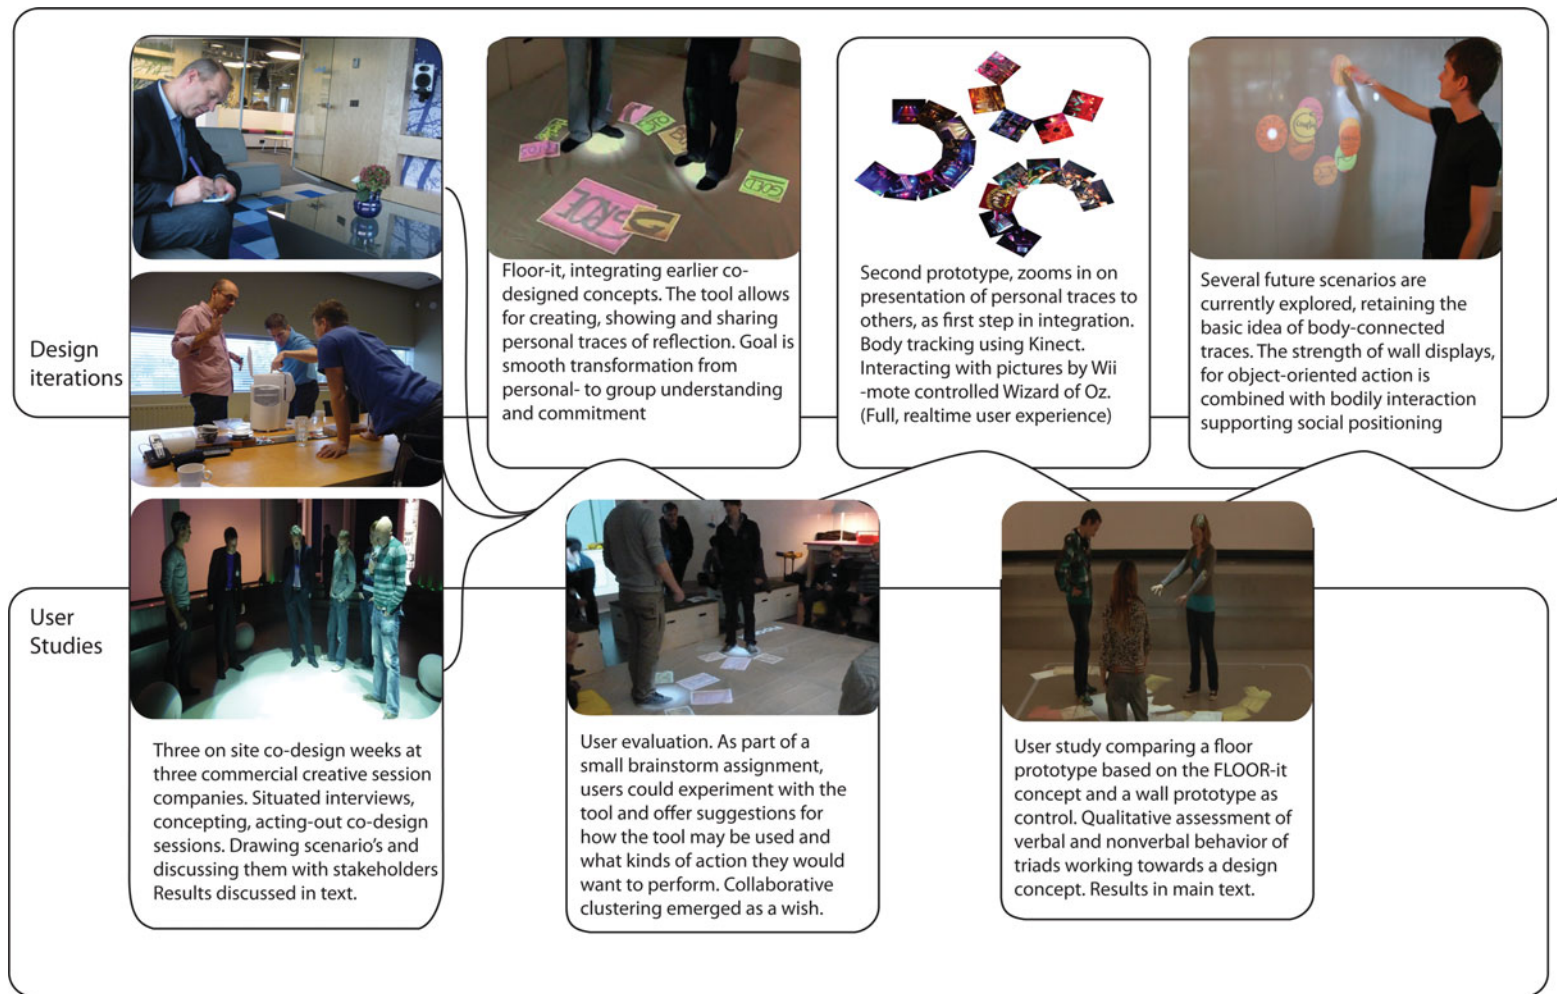 Design
iterations
Floor-it, integrating earlier co-
designed concepts. The tool allows
for creating, showing and sharing
personal traces of reflection. Goal is
smooth transformation from
personal- to group understanding
and commitment
Second prototype, zooms in on
presentation of personal traces to
others, as first step in integration.
Body tracking using Kinect.
Interacting with pictures by Wii
-mote controlled Wizard of Oz.
(Full, realtime user experience)
Several future scenarios are
currently explored, retaining the
basic idea of body-connected
traces. The strength of wall displays,
for object-oriented action is
combined with bodily interaction
supporting social positioning
User
Studies
Three on site co-design weeks at
three commercial creative session
companies. Situated interviews,
concepting, acting-out co-design
sessions. Drawing scenario's and
discussing them with stakeholders
Results discussed in text.
User evaluation. As part of a
small brainstorm assignment,
users could experiment with the
tool and offer suggestions for
how the tool may be used and
what kinds of action they would
want to perform. Collaborative
clustering emerged as a wish.
User study comparing a floor
prototype based on the FLOOR-it
concept and a wall prototype as
control. Qualitative assessment of
verbal and nonverbal behavior of
triads working towards a design
concept. Results in main text.
GOED